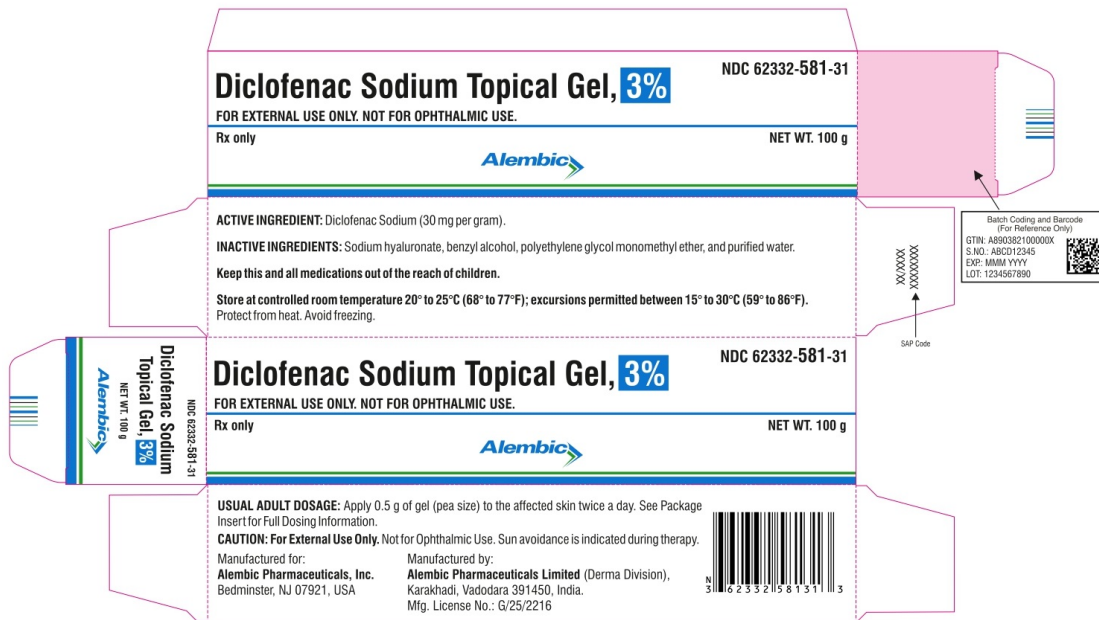 NDC 62332-581-31
Diclofenac Sodium Topical Gel, 3%
FOR EXTERNAL USE ONLY. NOT FOR OPHTHALMIC USE.
Rx only
NET WT. 100 g
Alembic
Batch Coding and Barcode
(For Reference Only)
GTIN: A890382100000X
S.NO.: ABCD12345
EXP.: MMM YYYY
LOT: 1234567890
ACTIVE INGREDIENT: Diclofenac Sodium (30 mg per gram).
INACTIVE INGREDIENTS: Sodium hyaluronate, benzyl alcohol, polyethylene glycol monomethyl ether, and purified water.
Keep this and all medications out of the reach of children.
Store at controlled room temperature 20° to 25°C (68° to 77°F); excursions permitted between 15° to 30°C (59° to 86°F).
Protect from heat. Avoid freezing.
XXXXXXX
XX/XX
SAP Code
NDC 62332-581-31
Diclofenac Sodium
Topical Gel, 3%
NET WT. 100 g
Alembic
NDC 62332-581-31
Diclofenac Sodium Topical Gel, 3%
FOR EXTERNAL USE ONLY. NOT FOR OPHTHALMIC USE.
Rx only
NET WT. 100 g
Alembic
USUAL ADULT DOSAGE: Apply 0.5 g of gel (pea size) to the affected skin twice a day. See Package
Insert for Full Dosing Information.
CAUTION: For External Use Only. Not for Ophthalmic Use. Sun avoidance is indicated during therapy.
Manufactured for:
Alembic Pharmaceuticals, Inc.
Bedminster, NJ 07921, USA
Manufactured by:
Alembic Pharmaceuticals Limited (Derma Division),
Karakhadi, Vadodara 391450, India.
Mfg. License No.: G/25/2216
N
3 62332 58131 3